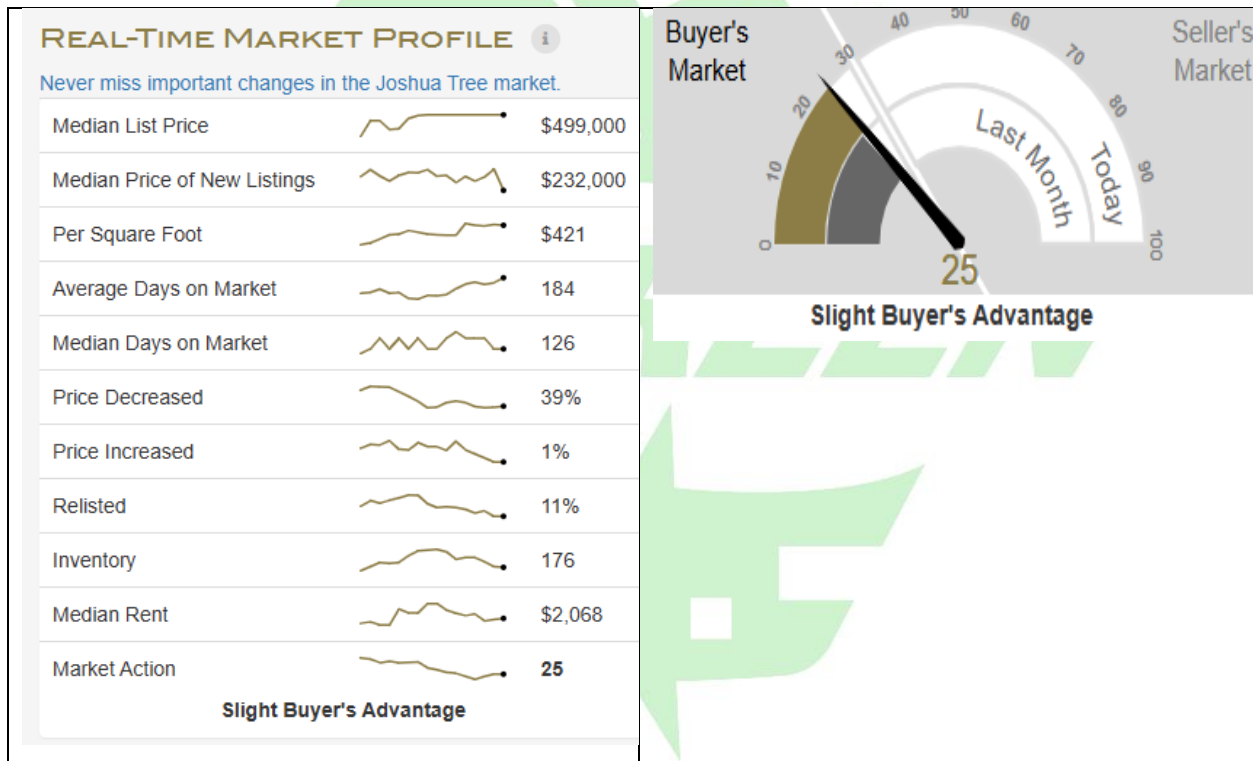 REAL-TIME MARKET PROFILE i
Never miss important changes in the Joshua Tree market.
Median List Price $499,000
Median Price of New Listings $232,000
Per Square Foot $421
Average Days on Market 184
Median Days on Market 126
Price Decreased 39%
Price Increased 1%
Relisted 11%
Inventory 176
Median Rent $2,068
Market Action 25
Slight Buyer's Advantage
Buyer's
Market
Seller's
Market
0
10
20
30
40
50
60
70
80
90
100
Last Month
Today
25
Slight Buyer's Advantage